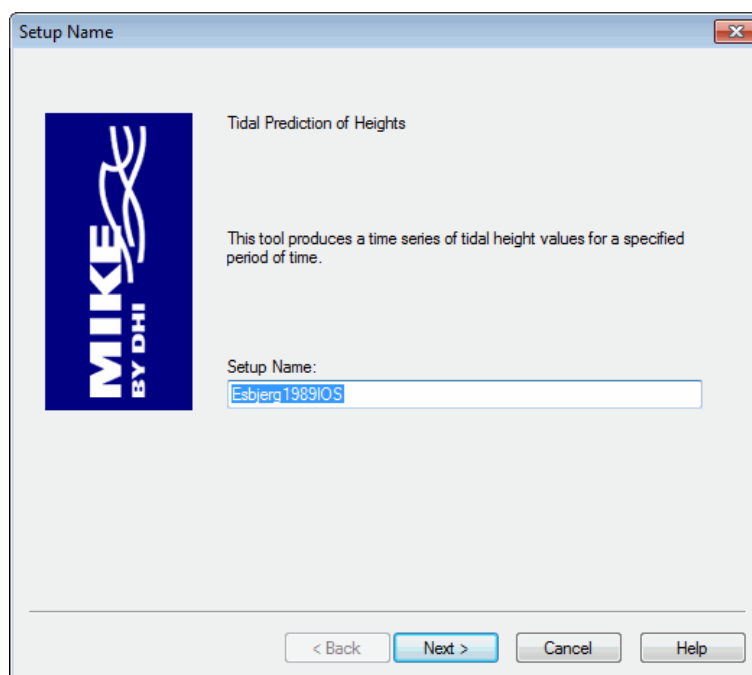 Setup Name
Tidal Prediction of Heights
MIKE
BY DHI
This tool produces a time series of tidal height values for a specified
period of time.
Setup Name:
Esbjerg1989IOS
< Back
Next >
Cancel
Help